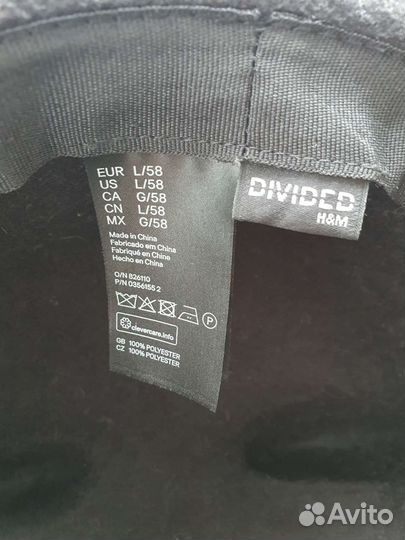 EUR L/58
US L/58
CA G/58
CN L/58
MX G/58
Made in China
Fabricado em China
Fabriqué en Chine
Hecho en China
O/N 826110
P/N 0356155 2
P
clevercare.info
GB 100% POLYESTER
CZ 100% POLYESTER
DIVIDED
H&M
Avito